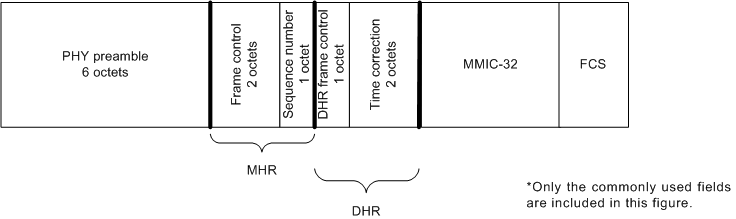 PHY preamble
6 octets
Frame control
2 octets
Sequence number
1 octet
DHR frame control
1 octet
Time correction
2 octets
MMIC-32
FCS
MHR
DHR
*Only the commonly used fields
are included in this figure.